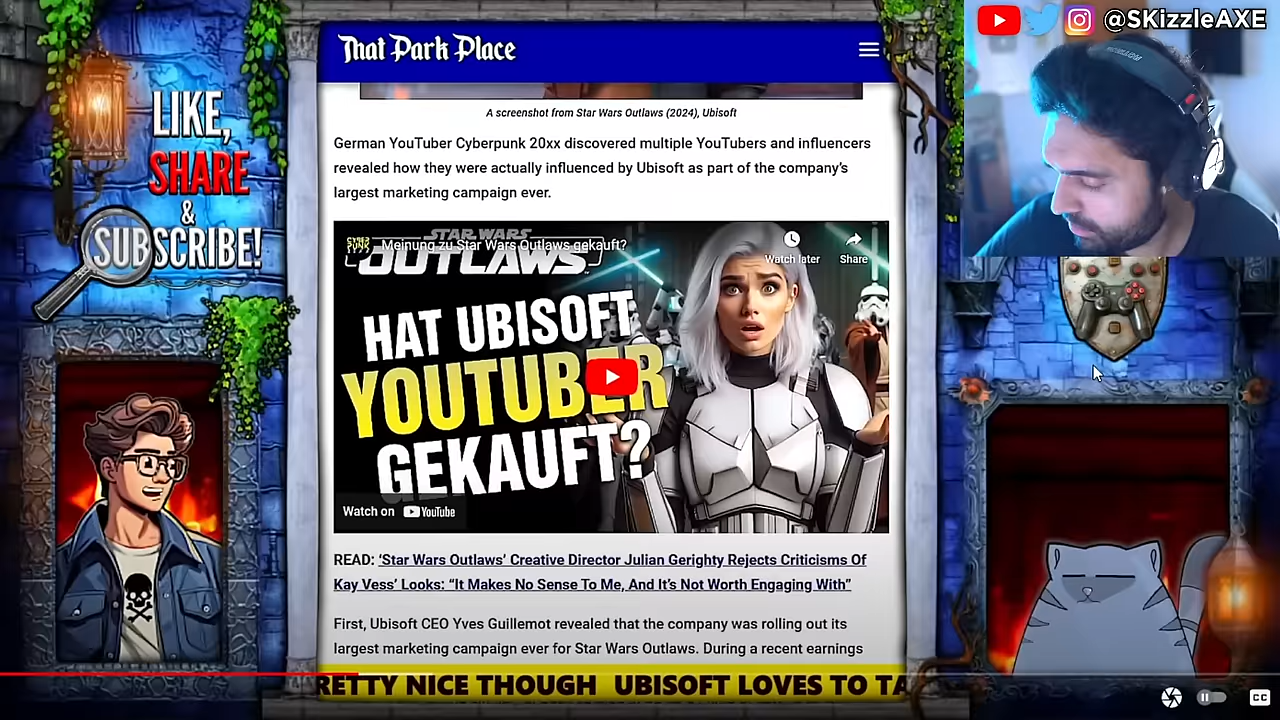 @SKizzleAXE
That Park Place
LIKE,
SHARE
&
SUBSCRIBE!
A screenshot from Star Wars Outlaws (2024), Ubisoft
German YouTuber Cyberpunk 20xx discovered multiple YouTubers and influencers
revealed how they were actually influenced by Ubisoft as part of the company's
largest marketing campaign ever.
STAR WARS
OUTLAWS
Meinung zu Star Wars Outlaws gekauft?
Watch later
Share
HAT UBISOFT
YOUTUBER
GEKAUFT?
Watch on YouTube
READ: ‘Star Wars Outlaws’ Creative Director Julian Gerighty Rejects Criticisms Of
Kay Vess’ Looks: “It Makes No Sense To Me, And It’s Not Worth Engaging With”
First, Ubisoft CEO Yves Guillemot revealed that the company was rolling out its
largest marketing campaign ever for Star Wars Outlaws. During a recent earnings
RETTY NICE THOUGH UBISOFT LOVES TO TA
CC